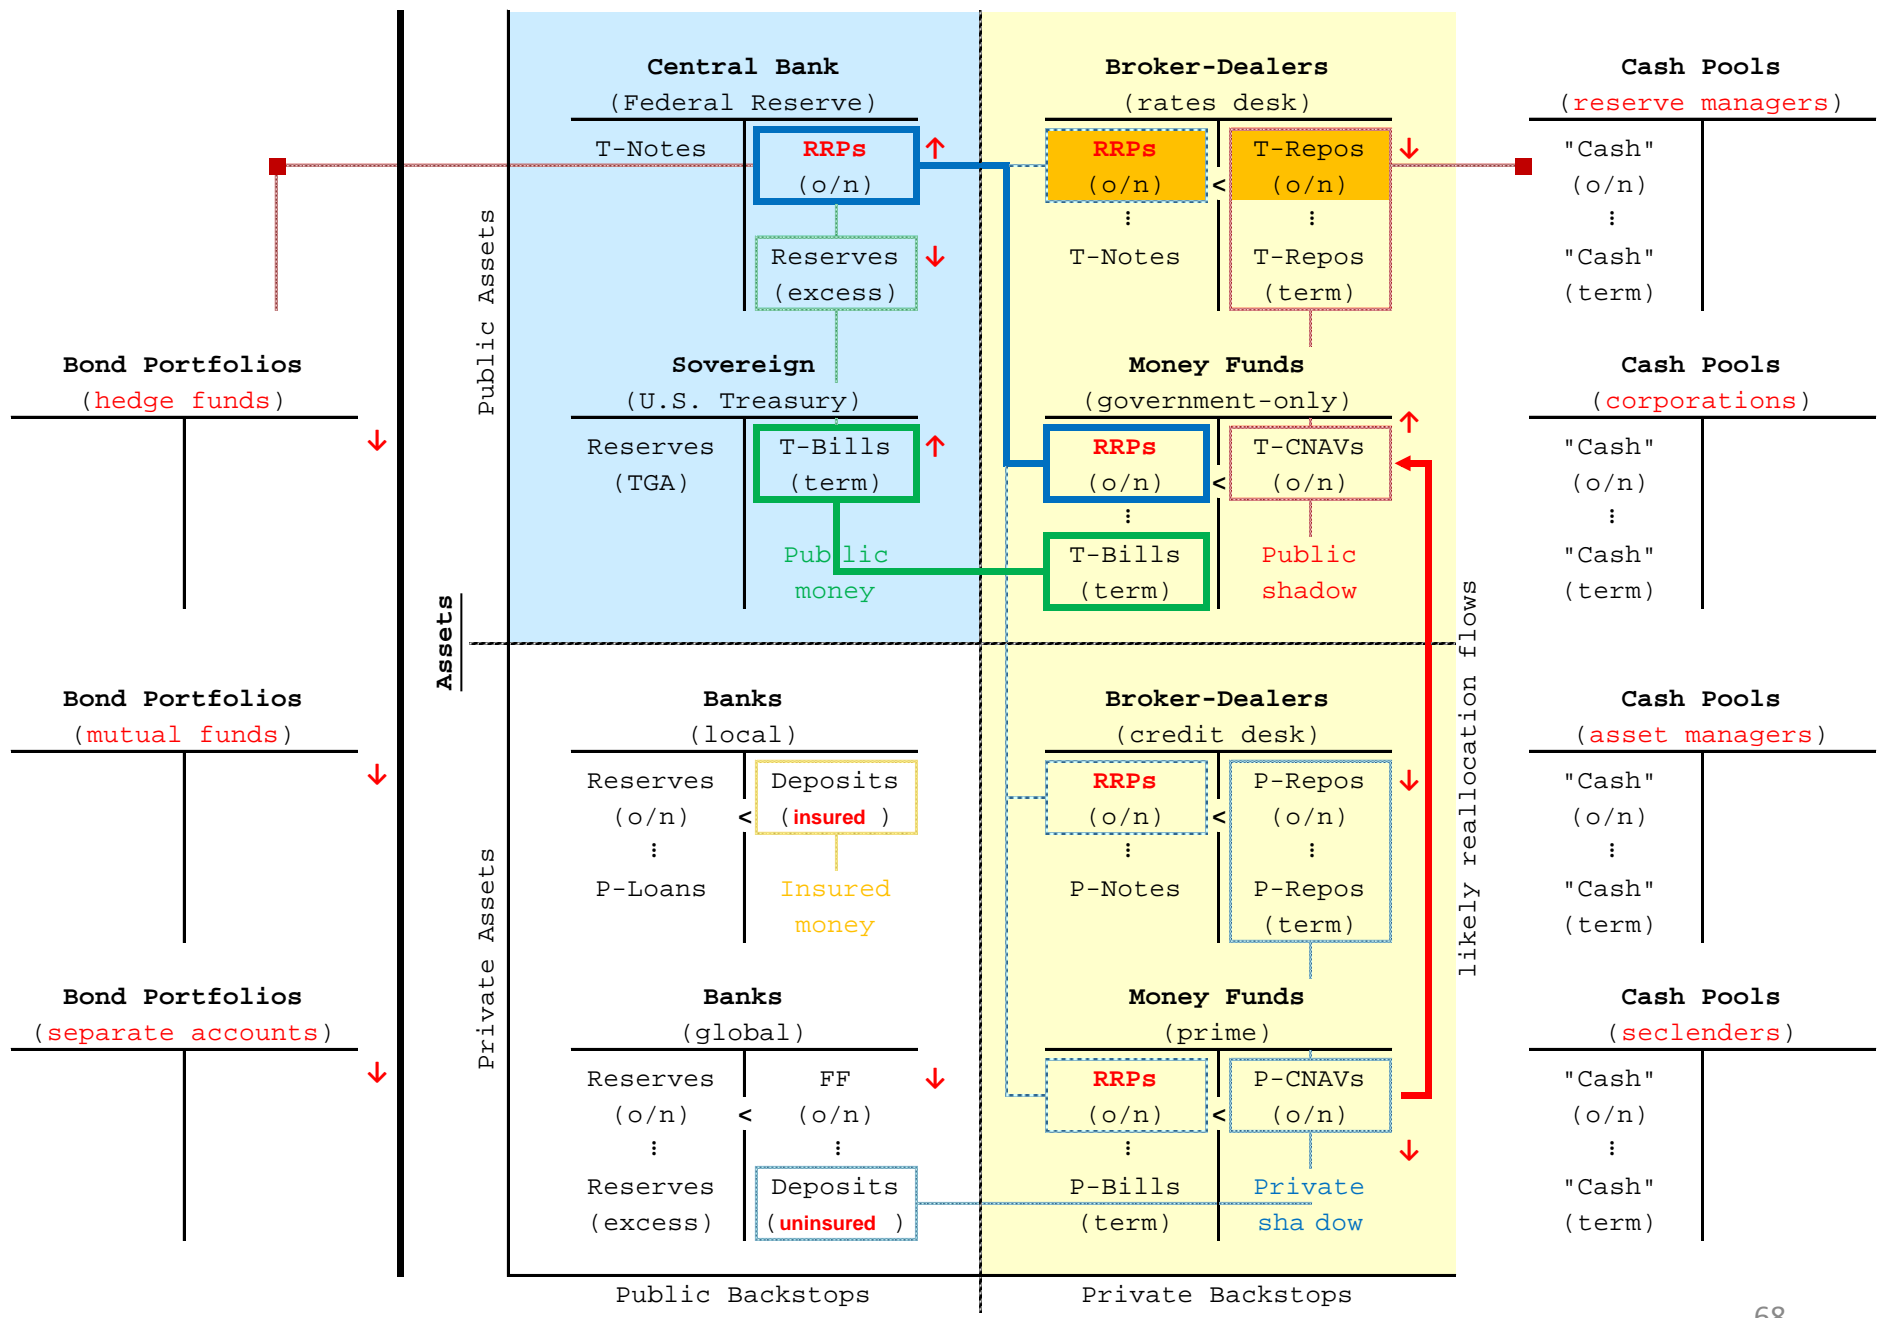 Central Bank
(Federal Reserve)
T-Notes
RRPs
(o/n)
Reserves
(excess)
Broker-Dealers
(rates desk)
RRPs
(o/n)
<
T-Repos
(o/n)
⋮
T-Notes
⋮
T-Repos
(term)
Cash Pools
(reserve managers)
"Cash"
(o/n)
⋮
"Cash"
(term)
Public Assets
Bond Portfolios
(hedge funds)
Sovereign
(U.S. Treasury)
Reserves
(TGA)
T-Bills
(term)
Public
money
Money Funds
(government-only)
RRPs
(o/n)
<
T-CNAVs
(o/n)
⋮
T-Bills
(term)
Public
shadow
Cash Pools
(corporations)
"Cash"
(o/n)
⋮
"Cash"
(term)
Assets
likely reallocation flows
Bond Portfolios
(mutual funds)
Banks
(local)
Reserves
(o/n)
<
Deposits
(insured )
⋮
P-Loans
Insured
money
Broker-Dealers
(credit desk)
RRPs
(o/n)
<
P-Repos
(o/n)
⋮
P-Notes
⋮
P-Repos
(term)
Cash Pools
(asset managers)
"Cash"
(o/n)
⋮
"Cash"
(term)
Private Assets
Bond Portfolios
(separate accounts)
Banks
(global)
Reserves
(o/n)
<
FF
(o/n)
⋮
Reserves
(excess)
⋮
Deposits
(uninsured )
Money Funds
(prime)
RRPs
(o/n)
<
P-CNAVs
(o/n)
⋮
P-Bills
(term)
Private
sha dow
Cash Pools
(seclenders)
"Cash"
(o/n)
⋮
"Cash"
(term)
Public Backstops
Private Backstops
68